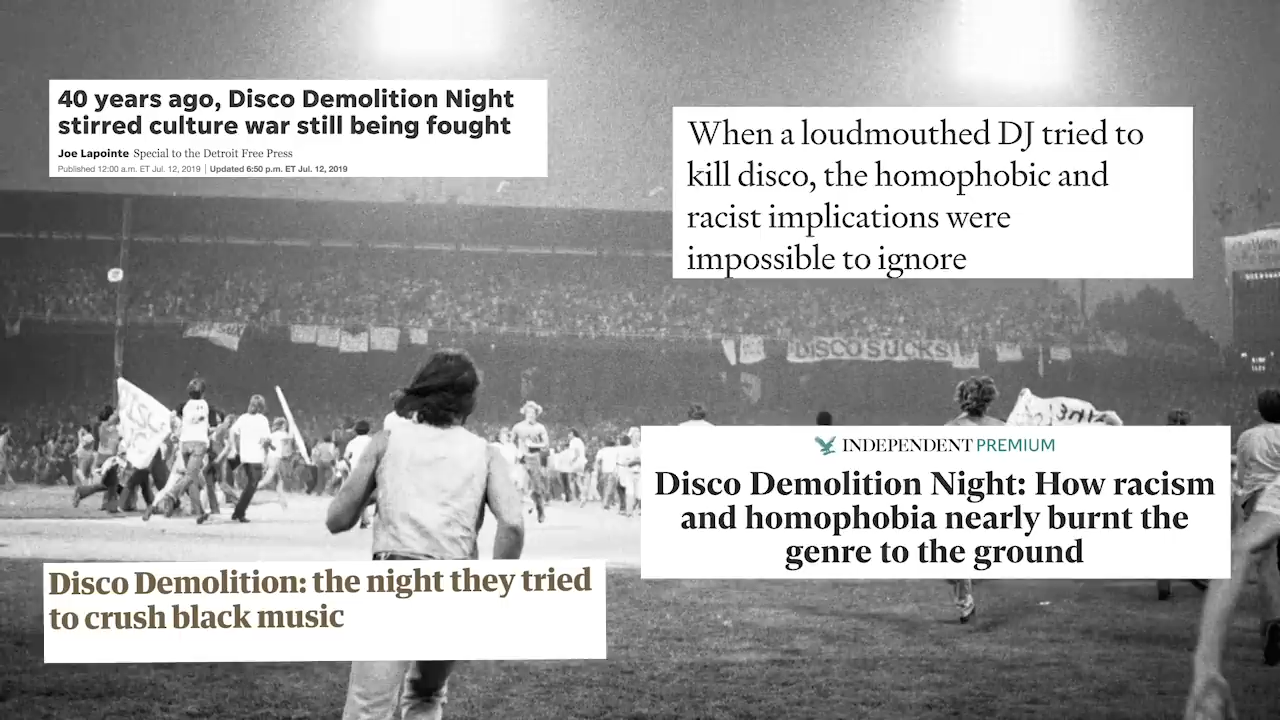 40 years ago, Disco Demolition Night
stirred culture war still being fought
Joe Lapointe Special to the Detroit Free Press
Published 12:00 a.m. ET Jul. 12, 2019 | Updated 6:50 p.m. ET Jul. 12, 2019
When a loudmouthed DJ tried to
kill disco, the homophobic and
racist implications were
impossible to ignore
DISCO SUCKS
INDEPENDENT PREMIUM
Disco Demolition Night: How racism
and homophobia nearly burnt the
genre to the ground
Disco Demolition: the night they tried
to crush black music